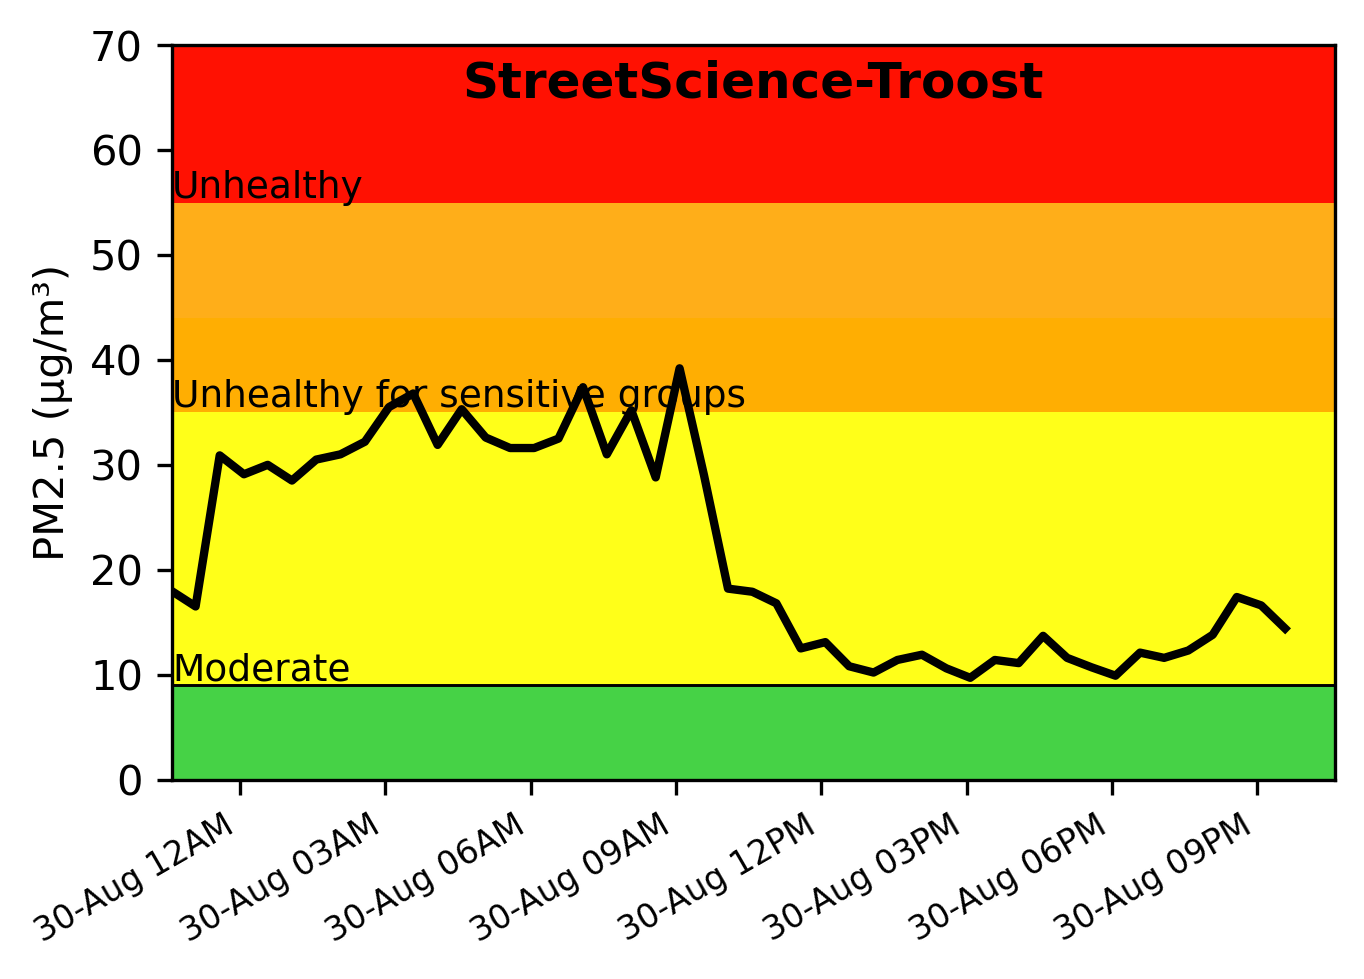 StreetScience-Troost
PM2.5 (µg/m³)
70
60
50
40
30
20
10
0
Unhealthy
Unhealthy for sensitive groups
Moderate
30-Aug 12AM
30-Aug 03AM
30-Aug 06AM
30-Aug 09AM
30-Aug 12PM
30-Aug 03PM
30-Aug 06PM
30-Aug 09PM